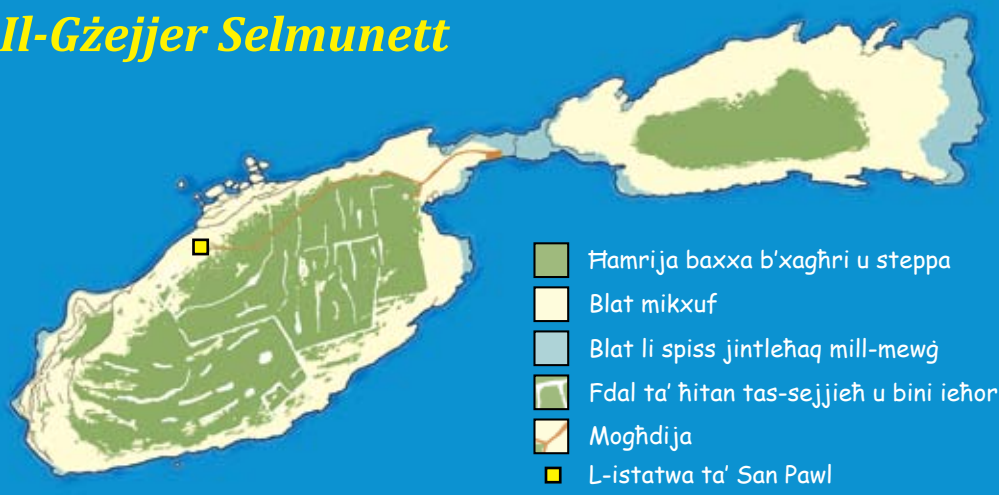 Il-Gżejjer Selmunett
Ħamrija baxxa b'xagħri u steppa
Blat mikxuf
Blat li spiss jintleħaq mill-mewġ
Fdal ta' ħitan tas-sejjieħ u bini ieħor
Mogħdija
L-istatwa ta' San Pawl